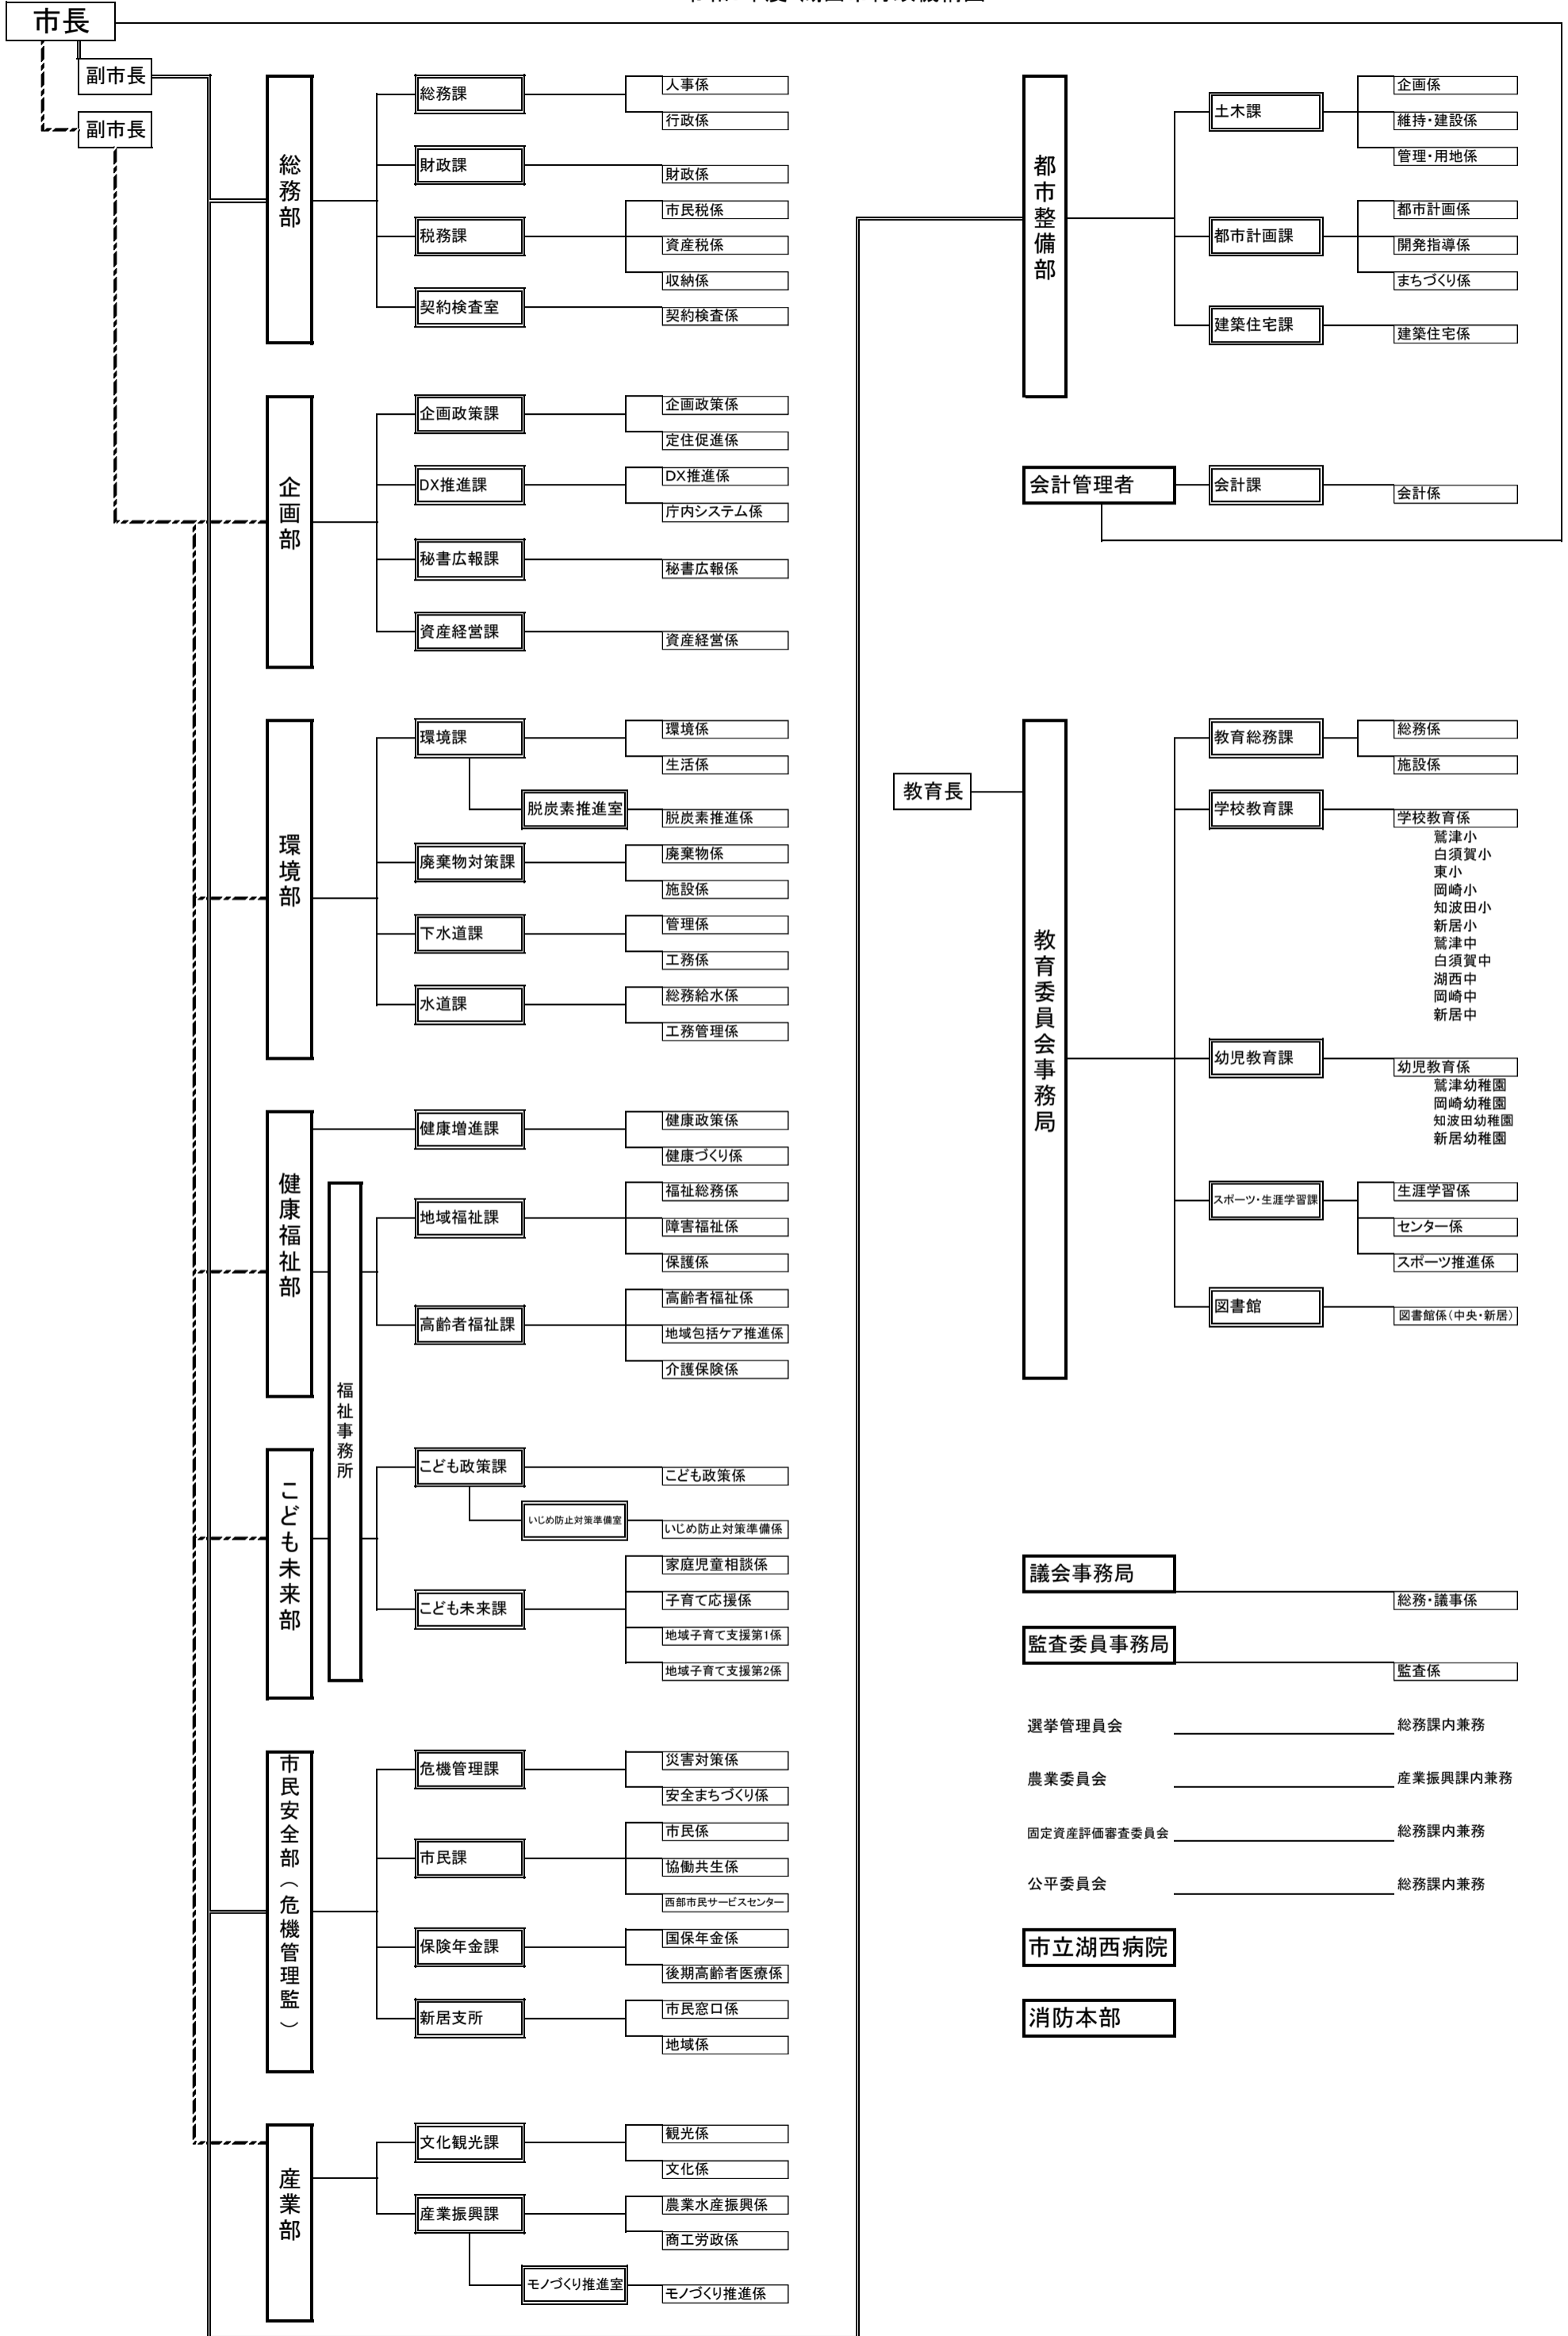 市長
副市長
副市長
総務部
総務課
人事係
行政係
財政課
財政係
税務課
市民税係
資産税係
収納係
契約検査室
契約検査係
企画部
企画政策課
企画政策係
定住促進係
DX推進課
DX推進係
庁内システム係
秘書広報課
秘書広報係
資産経営課
資産経営係
環境部
環境課
環境係
生活係
脱炭素推進室
脱炭素推進係
廃棄物対策課
廃棄物係
施設係
下水道課
管理係
工務係
水道課
総務給水係
工務管理係
健康福祉部
健康増進課
健康政策係
健康づくり係
福祉事務所
地域福祉課
福祉総務係
障害福祉係
保護係
高齢者福祉課
高齢者福祉係
地域包括ケア推進係
介護保険係
こども未来部
こども政策課
こども政策係
いじめ防止対策準備室
いじめ防止対策準備係
こども未来課
家庭児童相談係
子育て応援係
地域子育て支援第1係
地域子育て支援第2係
市民安全部（危機管理監）
危機管理課
災害対策係
安全まちづくり係
市民課
市民係
協働共生係
西部市民サービスセンター
保険年金課
国保年金係
後期高齢者医療係
新居支所
市民窓口係
地域係
産業部
文化観光課
観光係
文化係
産業振興課
農業水産振興係
商工労政係
モノづくり推進室
モノづくり推進係
都市整備部
土木課
企画係
維持・建設係
管理・用地係
都市計画課
都市計画係
開発指導係
まちづくり係
建築住宅課
建築住宅係
会計管理者
会計課
会計係
教育長
教育委員会事務局
教育総務課
総務係
施設係
学校教育課
学校教育係
鷲津小
白須賀小
東小
岡崎小
知波田小
新居小
鷲津中
白須賀中
湖西中
岡崎中
新居中
幼児教育課
幼児教育係
鷲津幼稚園
岡崎幼稚園
知波田幼稚園
新居幼稚園
スポーツ・生涯学習課
生涯学習係
センター係
スポーツ推進係
図書館
図書館係（中央・新居）
議会事務局
総務・議事係
監査委員事務局
監査係
選挙管理員会
総務課内兼務
農業委員会
産業振興課内兼務
固定資産評価審査委員会
総務課内兼務
公平委員会
総務課内兼務
市立湖西病院
消防本部